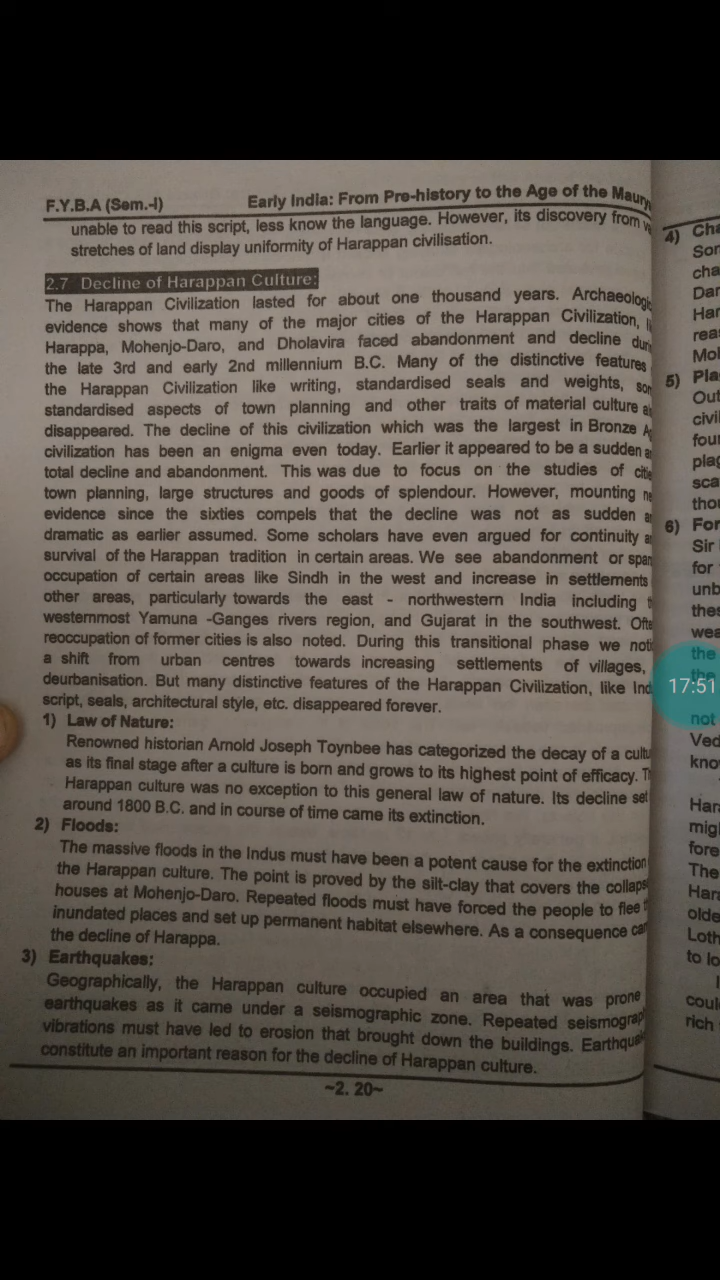 F.Y.B.A (Sem.-I) Early India: From Pre-history to the Age of the
unable to read this script, less know the language. However, its discovery from
stretches of land display uniformity of Harappan civilisation.
2.7 Decline of Harappan Culture:
The Harappan Civilization lasted for about one thousand years.
evidence shows that many of the major cities of the Harappan Civilization,
Harappa, Mohenjo-Daro, and Dholavira faced abandonment and decline
the late 3rd and early 2nd millennium B.C. Many of the distinctive features
the Harappan Civilization like writing, standardised seals and weights,
standardised aspects of town planning and other traits of material culture
disappeared. The decline of this civilization which was the largest in Bronze
civilization has been an enigma even today. Earlier it appeared to be a sudden
total decline and abandonment. This was due to focus on the studies of
town planning, large structures and goods of splendour. However, mounting
evidence since the sixties compels that the decline was not as sudden
dramatic as earlier assumed. Some scholars have even argued for continuity
survival of the Harappan tradition in certain areas. We see abandonment or
occupation of certain areas like Sindh in the west and increase in settlements
other areas, particularly towards the east - northwestern India including
westernmost Yamuna -Ganges rivers region, and Gujarat in the southwest.
reoccupation of former cities is also noted. During this transitional phase we
a shift from urban centres towards increasing settlements of villages,
deurbanisation. But many distinctive features of the Harappan Civilization, like
script, seals, architectural style, etc. disappeared forever.
1) Law of Nature:
Renowned historian Arnold Joseph Toynbee has categorized the decay of a
as its final stage after a culture is born and grows to its highest point of efficacy.
Harappan culture was no exception to this general law of nature. Its decline set
around 1800 B.C. and in course of time came its extinction.
2) Floods:
The massive floods in the Indus must have been a potent cause for the extinction
the Harappan culture. The point is proved by the silt-clay that covers the
houses at Mohenjo-Daro. Repeated floods must have forced the people to flee
inundated places and set up permanent habitat elsewhere. As a consequence
the decline of Harappa.
3) Earthquakes:
Geographically, the Harappan culture occupied an area that was prone
earthquakes as it came under a seismographic zone. Repeated
vibrations must have led to erosion that brought down the buildings.
constitute an important reason for the decline of Harappan culture.
~2. 20~
4)
5)
6)
Sir
for
the
17:51
not
The
to